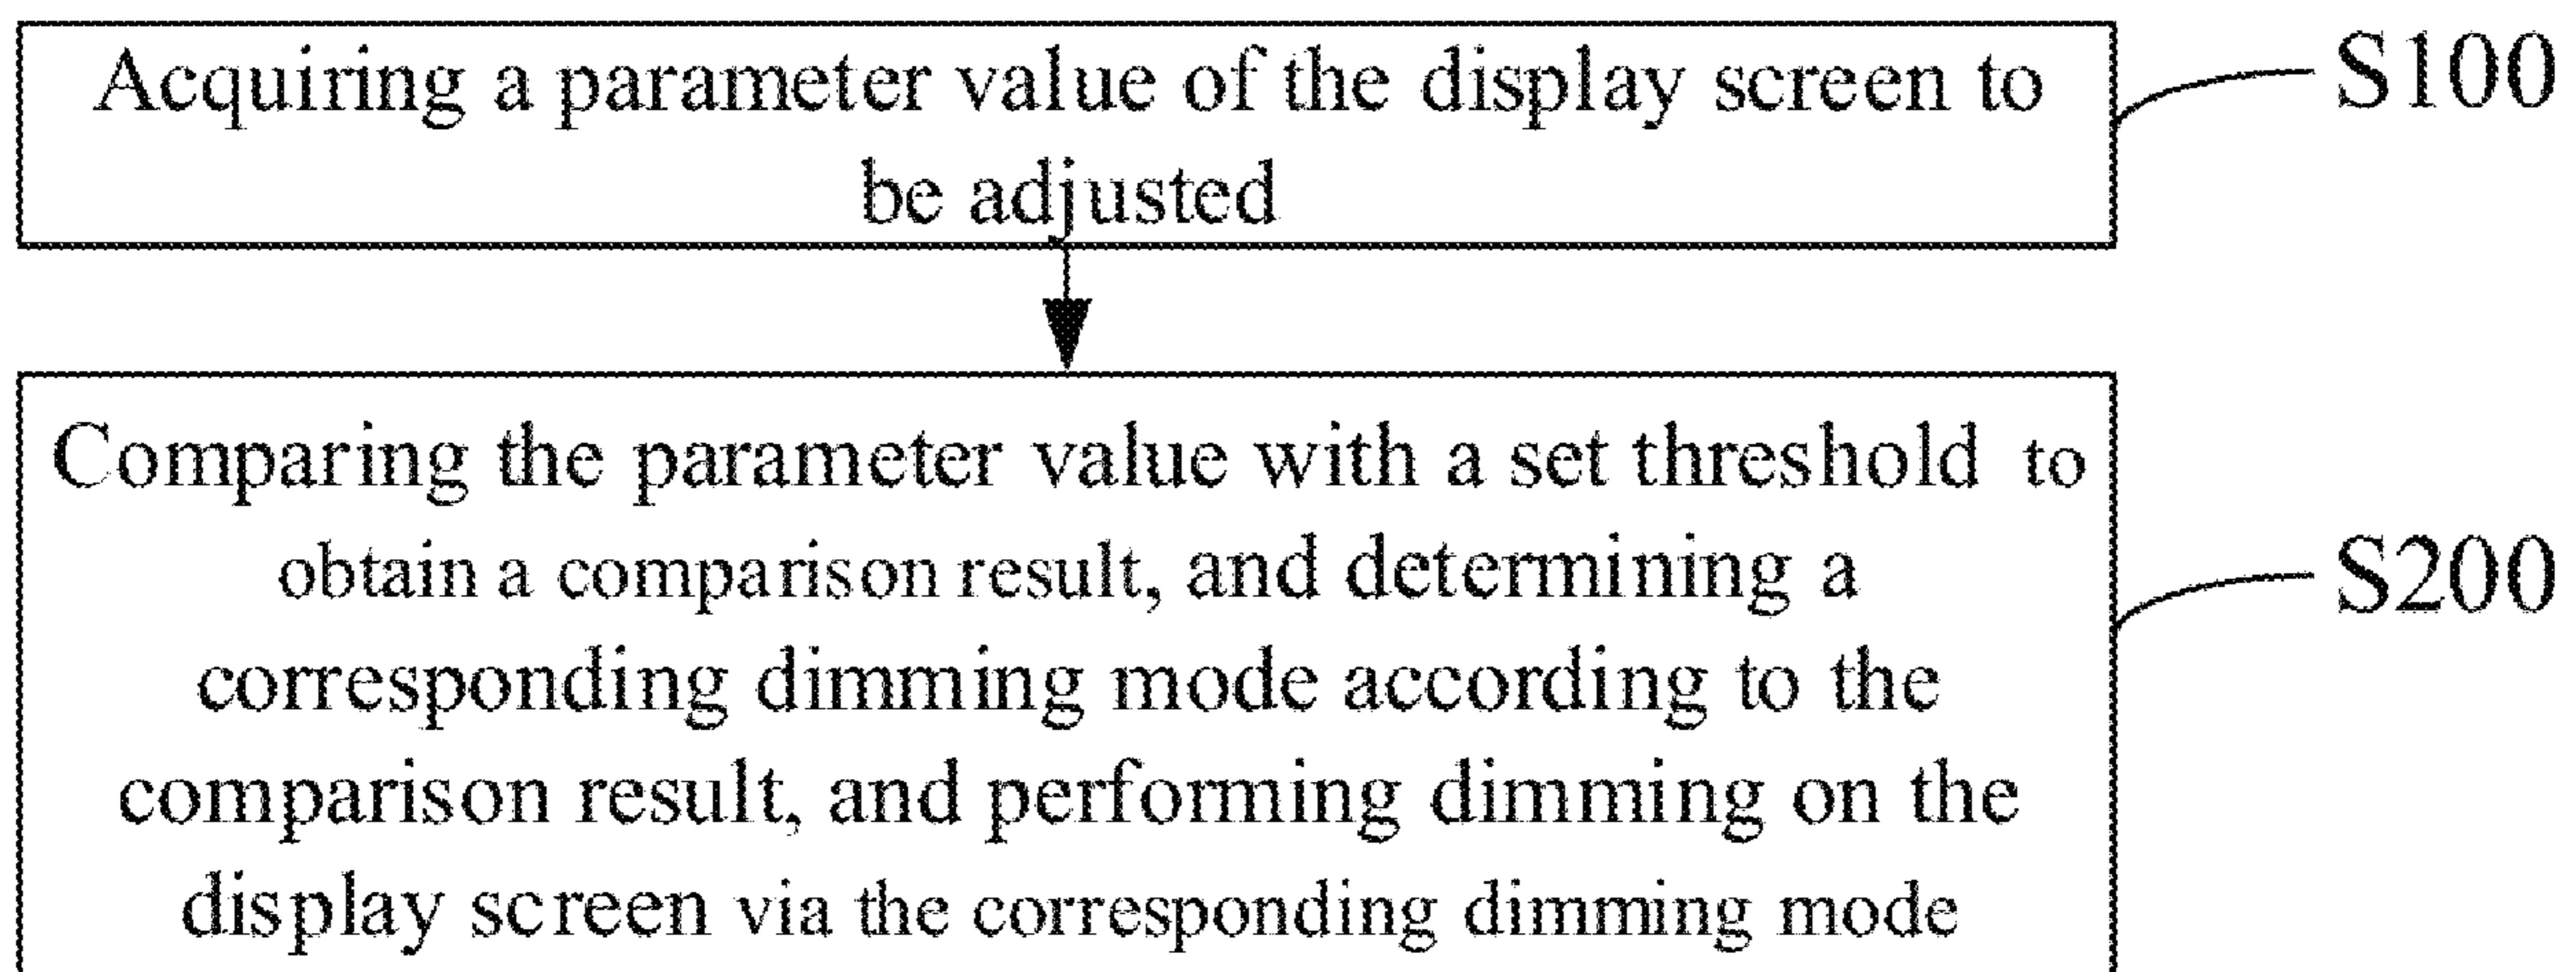 Acquiring a parameter value of the display screen to
be adjusted
S100
Comparing the parameter value with a set threshold to
obtain a comparison result, and determining a
corresponding dimming mode according to the
comparison result, and performing dimming on the
display screen via the corresponding dimming mode
S200